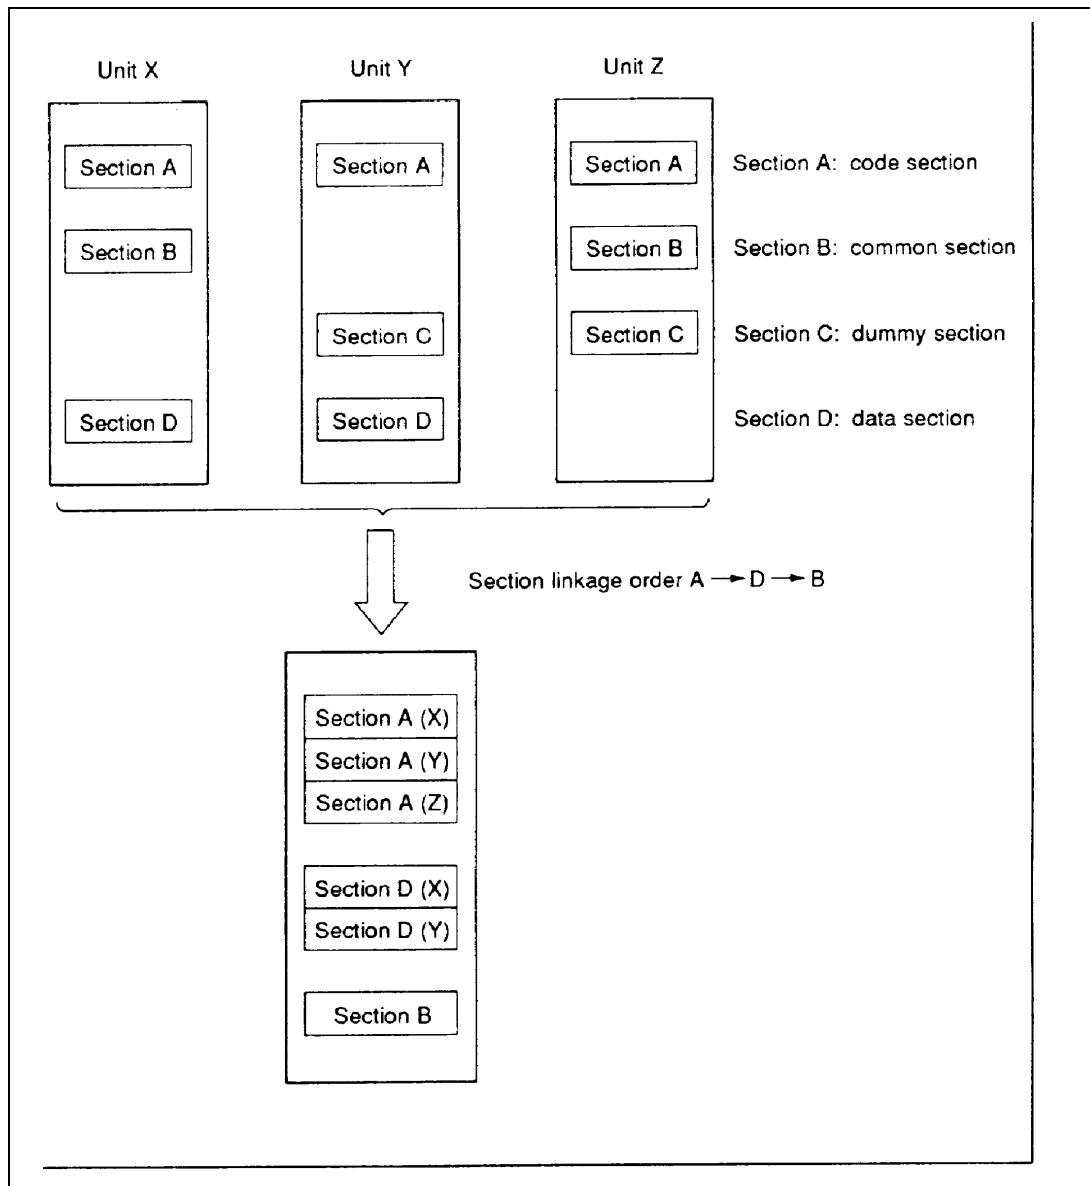 Unit X
Unit Y
Unit Z
Section A
Section A
Section A
Section A: code section
Section B
Section B
Section B: common section
Section C
Section C
Section C: dummy section
Section D
Section D
Section D: data section
Section linkage order A → D → B
Section A (X)
Section A (Y)
Section A (Z)
Section D (X)
Section D (Y)
Section B